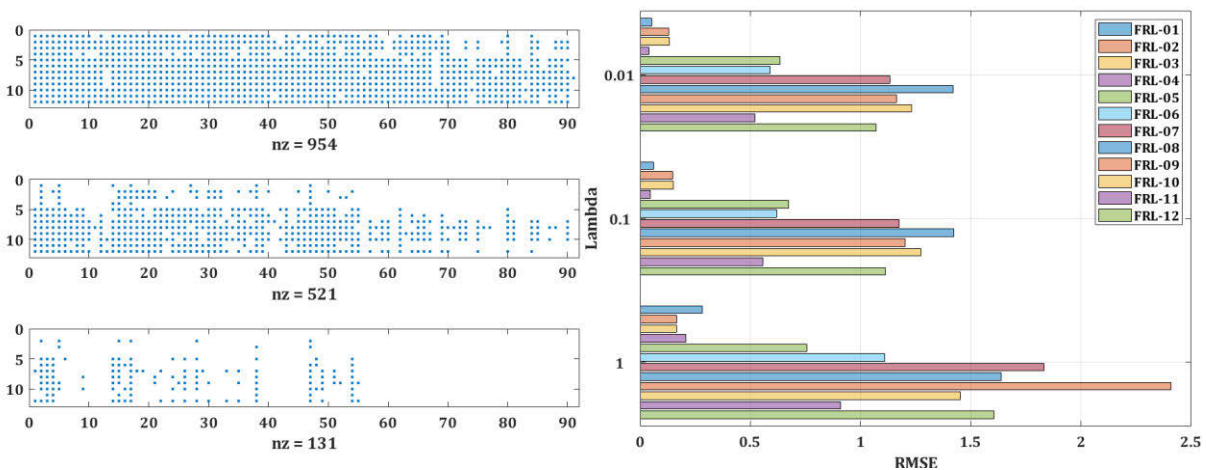 0
5
10
0 10 20 30 40 50 60 70 80 90
nz = 954
0
5
10
0 10 20 30 40 50 60 70 80 90
nz = 521
0
5
10
0 10 20 30 40 50 60 70 80 90
nz = 131
Lambda
0.01
0.1
1
0 0.5 1 1.5 2 2.5
RMSE
FRL-01
FRL-02
FRL-03
FRL-04
FRL-05
FRL-06
FRL-07
FRL-08
FRL-09
FRL-10
FRL-11
FRL-12